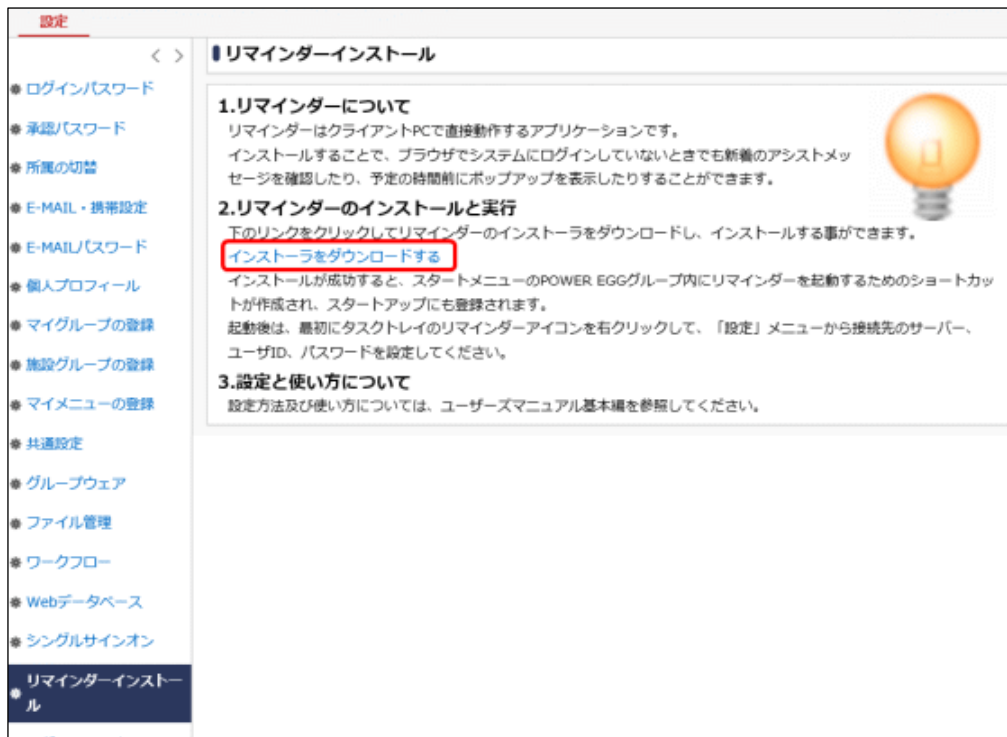 設定
リマインダーインストール
ログインパスワード
承認パスワード
所属の切替
E-MAIL・携帯設定
E-MAILパスワード
個人プロフィール
マイグループの登録
施設グループの登録
マイメニューの登録
共通設定
グループウェア
ファイル管理
ワークフロー
Webデータベース
シングルサインオン
リマインダーインストー
ル
1.リマインダーについて
リマインダーはクライアントPCで直接動作するアプリケーションです。
インストールすることで、ブラウザでシステムにログインしていないときでも新着のアシストメッ
セージを確認したり、予定の時間前にポップアップを表示したりすることができます。
2.リマインダーのインストールと実行
下のリンクをクリックしてリマインダーのインストーラをダウンロードし、インストールする事ができます。
インストーラをダウンロードする
インストールが成功すると、スタートメニューのPOWER EGGグループ内にリマインダーを起動するためのショートカッ
トが作成され、スタートアップにも登録されます。
起動後は、最初にタスクトレイのリマインダーアイコンを右クリックして、「設定」メニューから接続先のサーバー、
ユーザID、パスワードを設定してください。
3.設定と使い方について
設定方法及び使い方については、ユーザーズマニュアル基本編を参照してください。